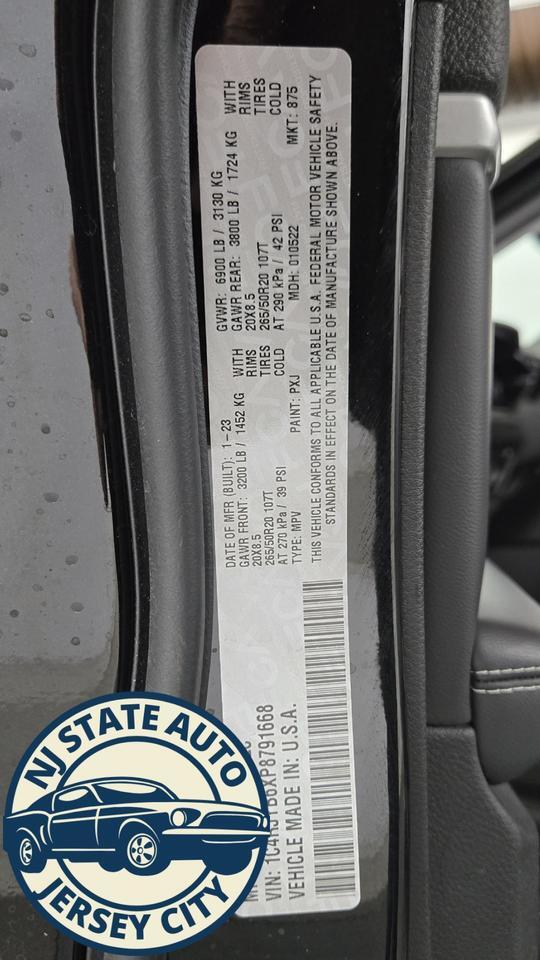 DATE OF MFR (BUILT): 1-23
GVWR: 6900 LB / 3130 KG
GAWR FRONT: 3200 LB / 1452 KG WITH
GAWR REAR: 3800 LB / 1724 KG WITH
20X8.5 RIMS
20X8.5 RIMS
265/50R20 107T TIRES
265/50R20 107T TIRES
AT 270 kPa / 39 PSI COLD
AT 290 kPa / 42 PSI COLD
TYPE: MPV PAINT: PXJ MDH: 010522 MKT: 875
THIS VEHICLE CONFORMS TO ALL APPLICABLE U.S.A. FEDERAL MOTOR VEHICLE SAFETY
STANDARDS IN EFFECT ON THE DATE OF MANUFACTURE SHOWN ABOVE.
VIN:
VEHICLE MADE IN: U.S.A.
NJ STATE AUTO
JERSEY CITY